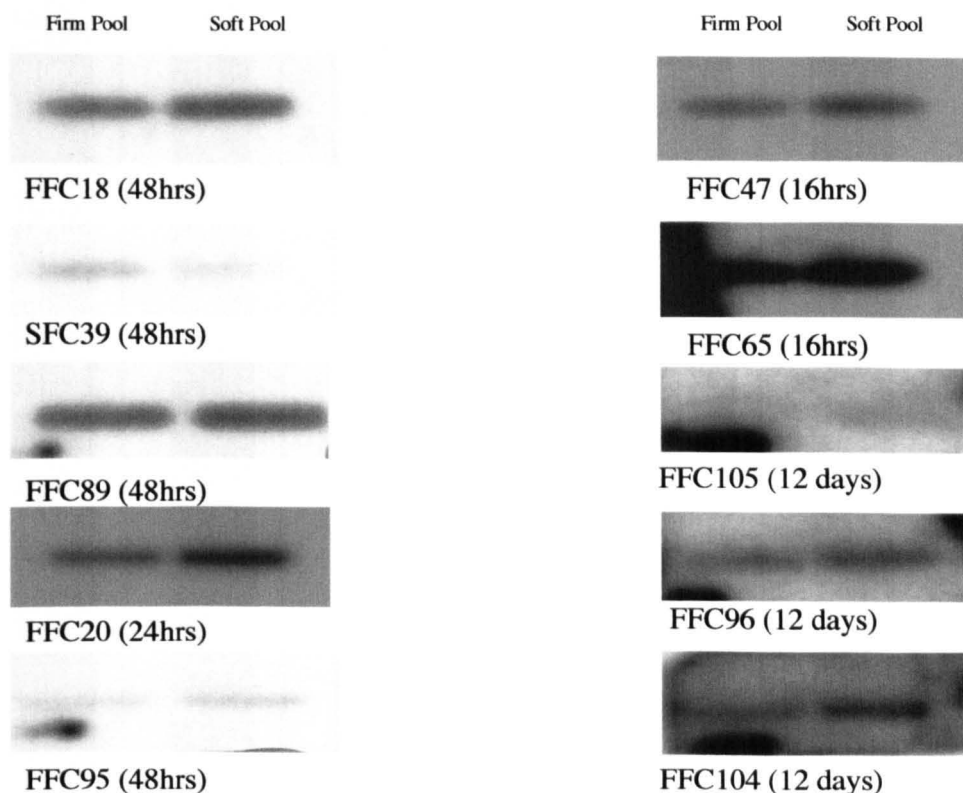 Firm Pool Soft Pool
FFC18 (48hrs)
SFC39 (48hrs)
FFC89 (48hrs)
FFC20 (24hrs)
FFC95 (48hrs)
Firm Pool Soft Pool
FFC47 (16hrs)
FFC65 (16hrs)
FFC105 (12 days)
FFC96 (12 days)
FFC104 (12 days)